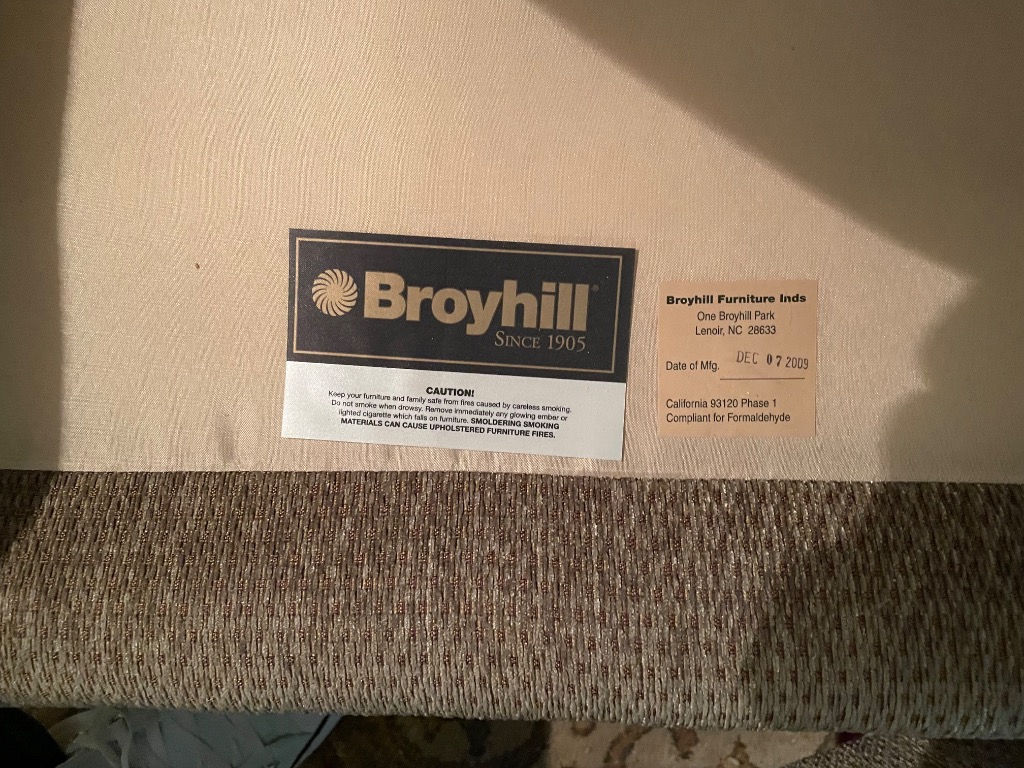 Broyhill®
SINCE 1905
CAUTION!
Keep your furniture and family safe from fires caused by careless smoking.
Do not smoke when drowsy. Remove immediately any glowing ember or
lighted cigarette which falls on furniture. SMOLDERING SMOKING
MATERIALS CAN CAUSE UPHOLSTERED FURNITURE FIRES.
Broyhill Furniture Inds
One Broyhill Park
Lenoir, NC 28633
Date of Mfg. DEC 07 2009
California 93120 Phase 1
Compliant for Formaldehyde